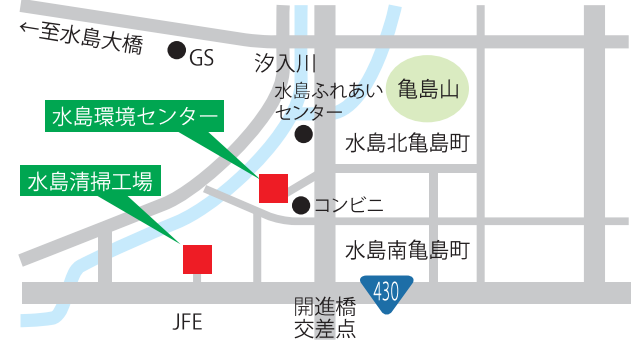 ←至水島大橋
GS
汐入川
水島ふれあい
センター
亀島山
水島環境センター
水島北亀島町
水島清掃工場
コンビニ
水島南亀島町
430
JFE
開進橋
交差点